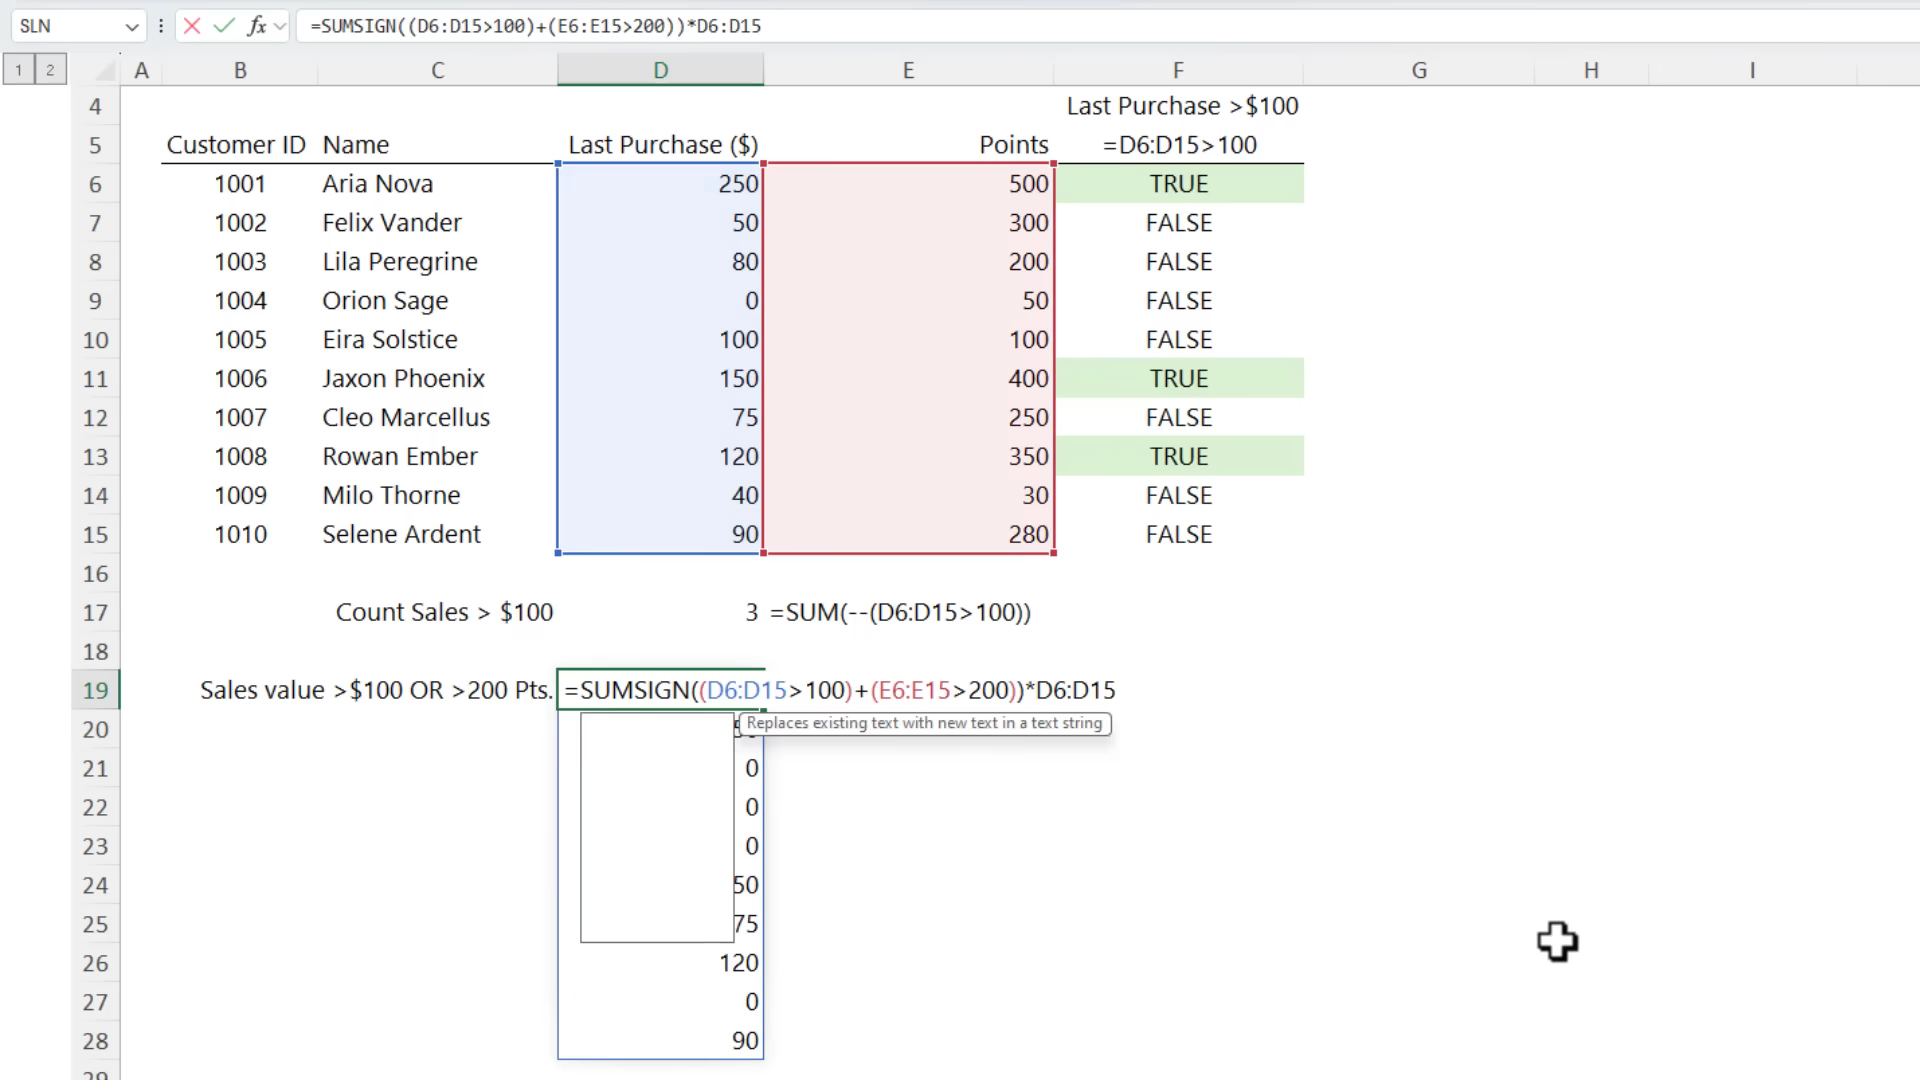 SLN
fx
=SUMSIGN((D6:D15>100)+(E6:E15>200))*D6:D15
1 2 A B C D E F G H I
4 Last Purchase >$100
5 Customer ID Name Last Purchase ($) Points =D6:D15>100
6 1001 Aria Nova 250 500 TRUE
7 1002 Felix Vander 50 300 FALSE
8 1003 Lila Peregrine 80 200 FALSE
9 1004 Orion Sage 0 50 FALSE
10 1005 Eira Solstice 100 100 FALSE
11 1006 Jaxon Phoenix 150 400 TRUE
12 1007 Cleo Marcellus 75 250 FALSE
13 1008 Rowan Ember 120 350 TRUE
14 1009 Milo Thorne 40 30 FALSE
15 1010 Selene Ardent 90 280 FALSE
16
17 Count Sales > $100 3 =SUM(--(D6:D15>100))
18
19 Sales value >$100 OR >200 Pts. =SUMSIGN((D6:D15>100)+(E6:E15>200))*D6:D15
20 Replaces existing text with new text in a text string
21 0
22 0
23 0
24 50
25 75
26 120
27 0
28 90
29